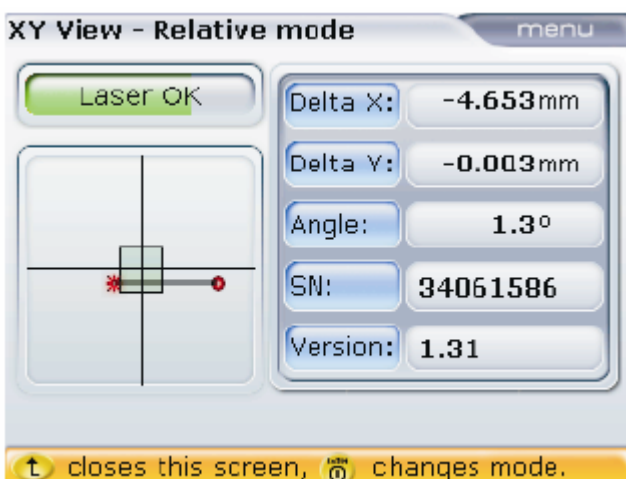 XY View - Relative mode
menu
Laser OK
Delta X: -4.653mm
Delta Y: -0.003mm
Angle: 1.3º
SN: 34061586
Version: 1.31
closes this screen, changes mode.